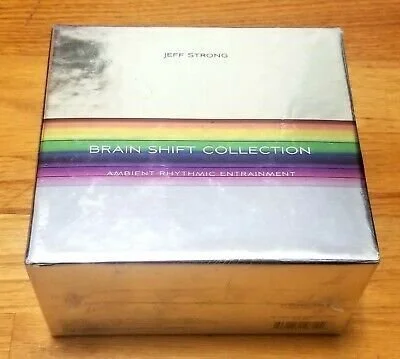 JEFF STRONG
BRAIN SHIFT COLLECTION
AMBIENT RHYTHMIC ENTRAINMENT